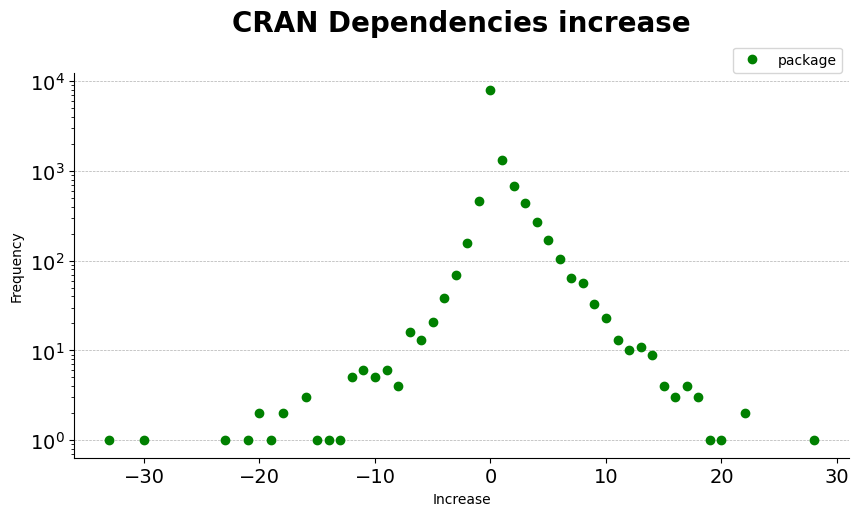 CRAN Dependencies increase
package
10^4
10^3
10^2
10^1
10^0
Frequency
−30 −20 −10 0 10 20 30
Increase